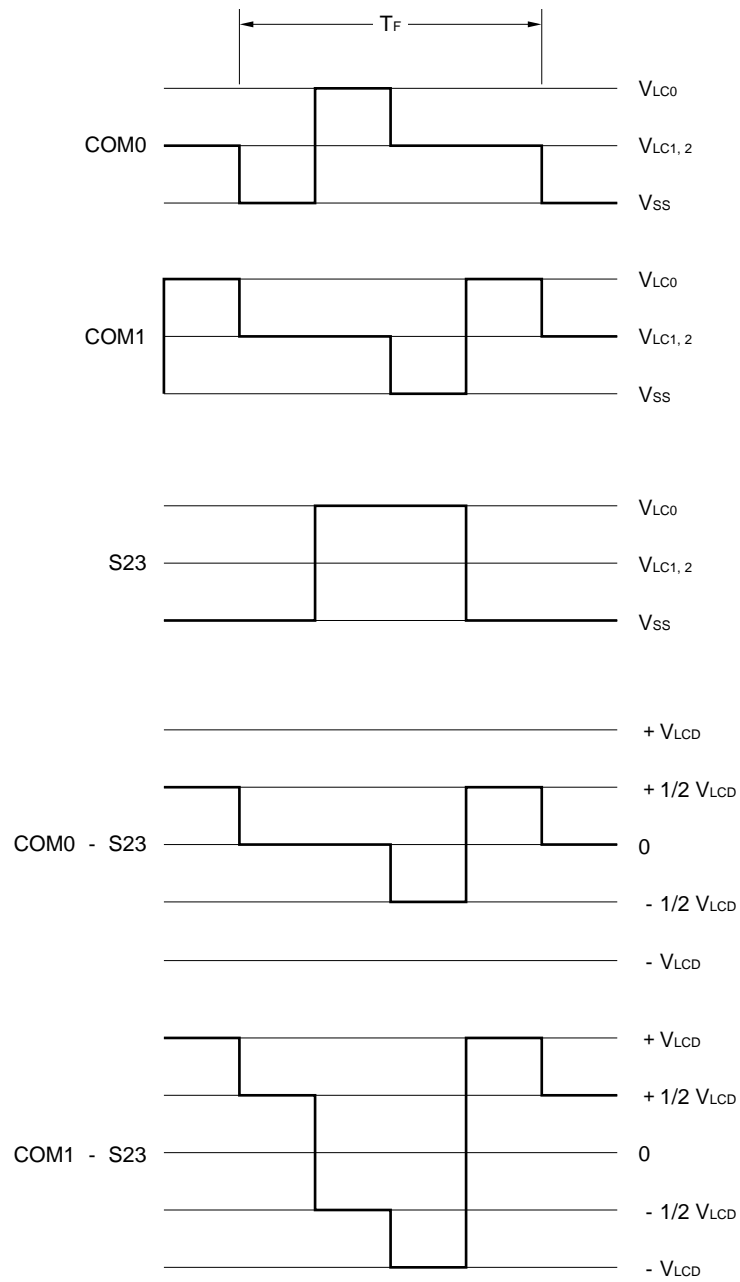 TF
VLC0
COM0 VLC1, 2
VSS
VLC0
COM1 VLC1, 2
VSS
VLC0
S23 VLC1, 2
VSS
+ VLCD
+ 1/2 VLCD
COM0 - S23 0
- 1/2 VLCD
- VLCD
+ VLCD
+ 1/2 VLCD
COM1 - S23 0
- 1/2 VLCD
- VLCD